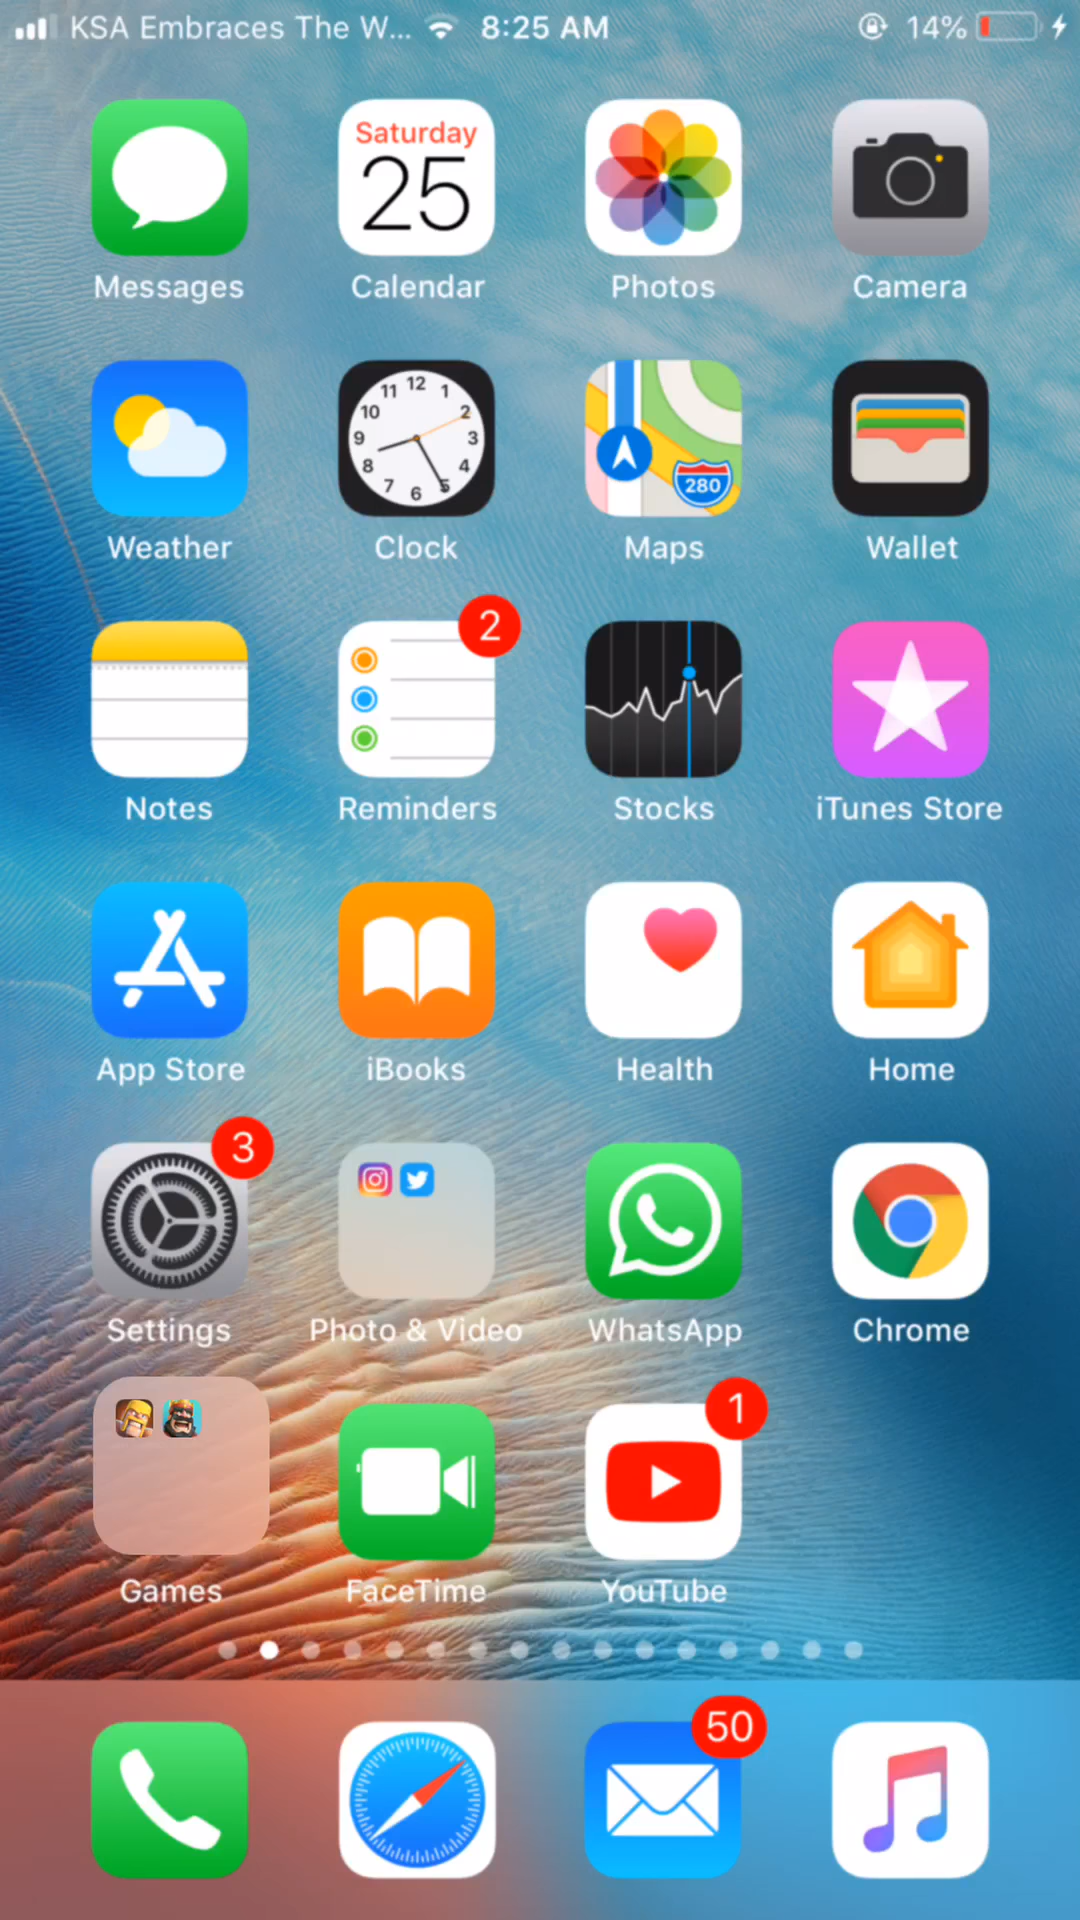 KSA Embraces The W... 8:25 AM 14%
Saturday
25
Messages Calendar Photos Camera
12
11 1
10 2
9 3
8 4
7 5
6
280
Weather Clock Maps Wallet
2
Notes Reminders Stocks iTunes Store
App Store iBooks Health Home
3
Settings Photo & Video WhatsApp Chrome
1
Games FaceTime YouTube
50